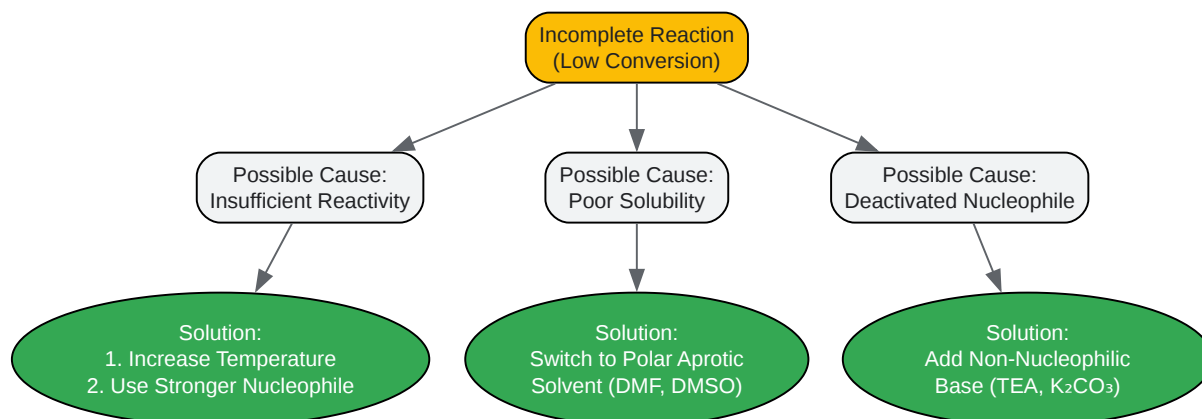 Incomplete Reaction
(Low Conversion)
Possible Cause:
Insufficient Reactivity
Possible Cause:
Poor Solubility
Possible Cause:
Deactivated Nucleophile
Solution:
1. Increase Temperature
2. Use Stronger Nucleophile
Solution:
Switch to Polar Aprotic
Solvent (DMF, DMSO)
Solution:
Add Non-Nucleophilic
Base (TEA, K₂CO₃)